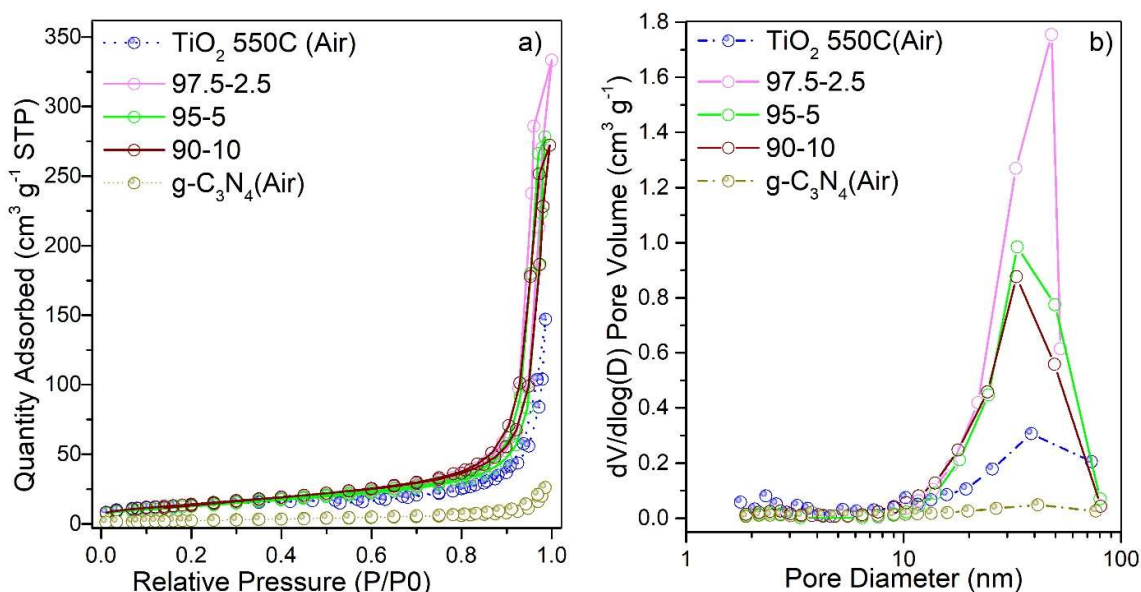 a)
TiO₂ 550C (Air)
97.5-2.5
95-5
90-10
g-C₃N₄(Air)
Quantity Adsorbed (cm³ g⁻¹ STP)
350
300
250
200
150
100
50
0
0.0 0.2 0.4 0.6 0.8 1.0
Relative Pressure (P/P0)
b)
TiO₂ 550C(Air)
97.5-2.5
95-5
90-10
g-C₃N₄(Air)
dV/dlog(D) Pore Volume (cm³ g⁻¹)
1.8
1.6
1.4
1.2
1.0
0.8
0.6
0.4
0.2
0.0
1 10 100
Pore Diameter (nm)